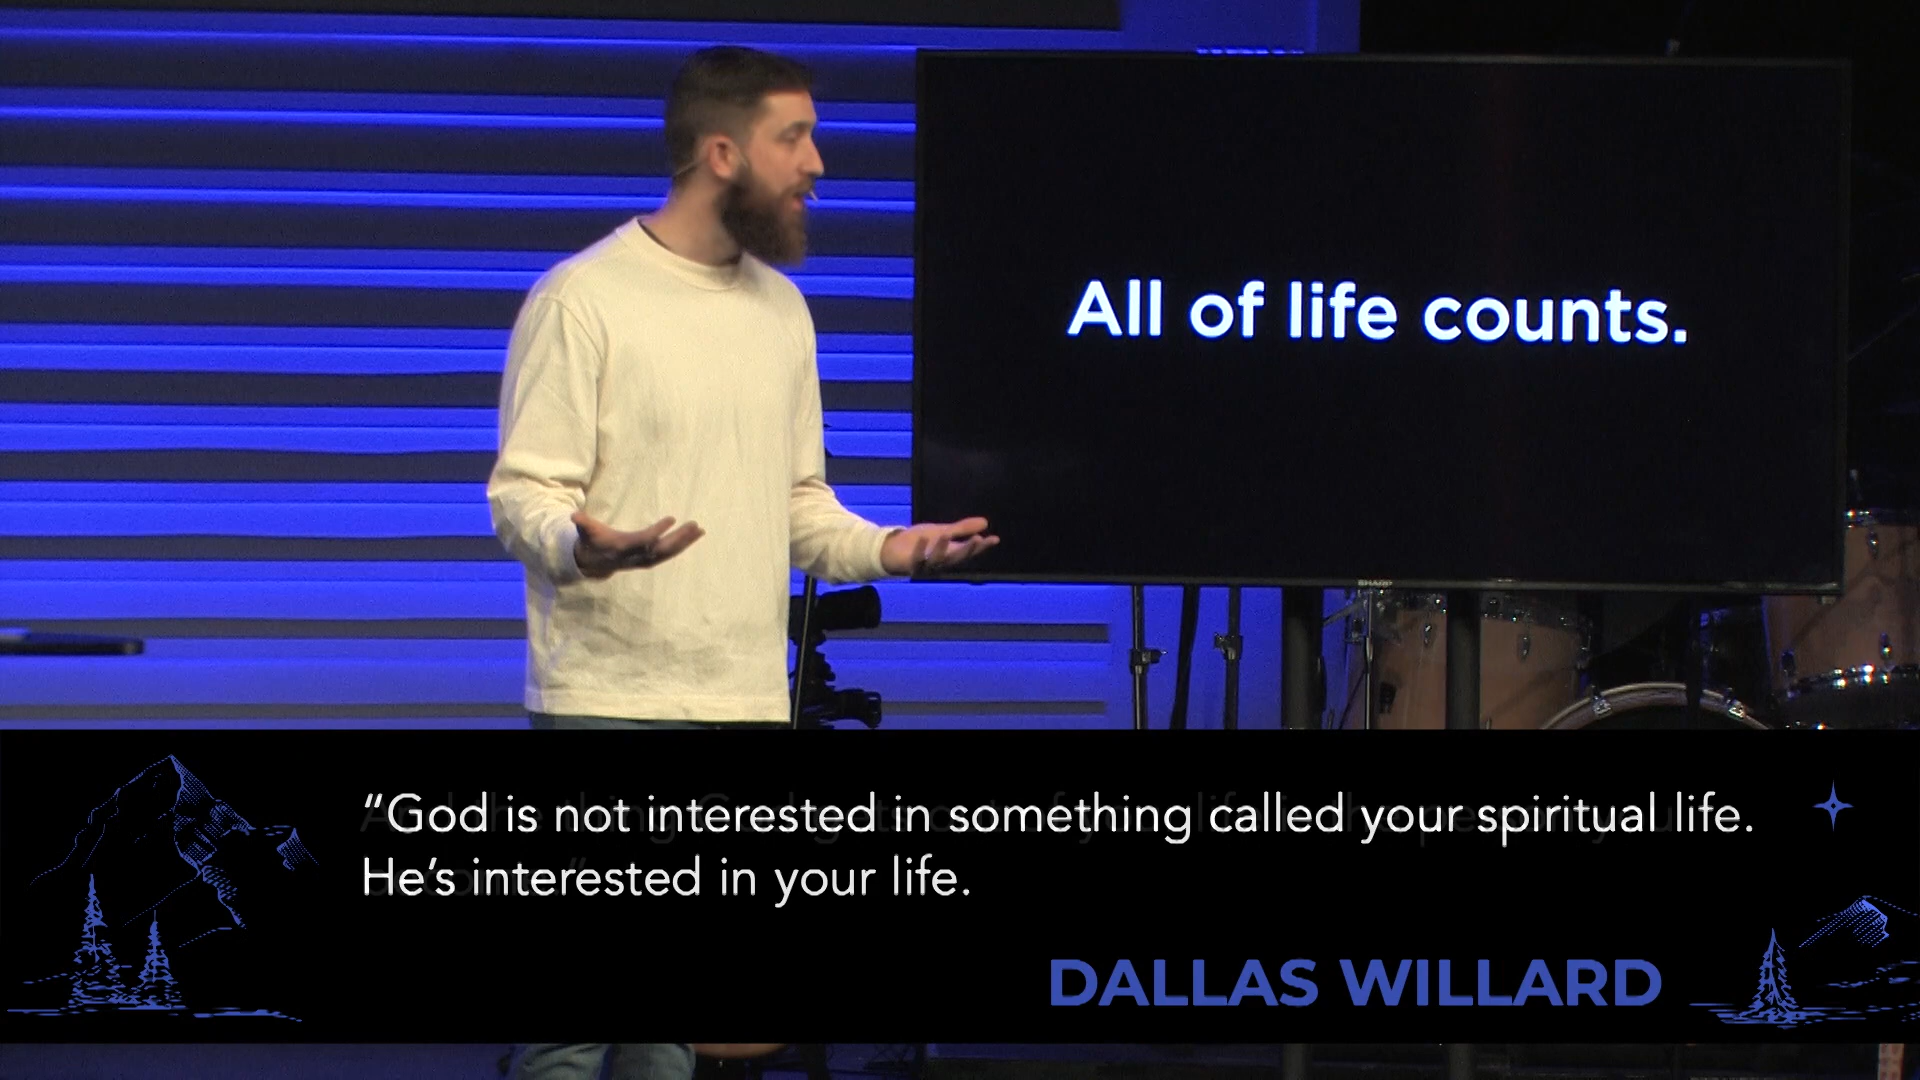 All of life counts.
SHARP
“God is not interested in something called your spiritual life.
He’s interested in your life.
DALLAS WILLARD